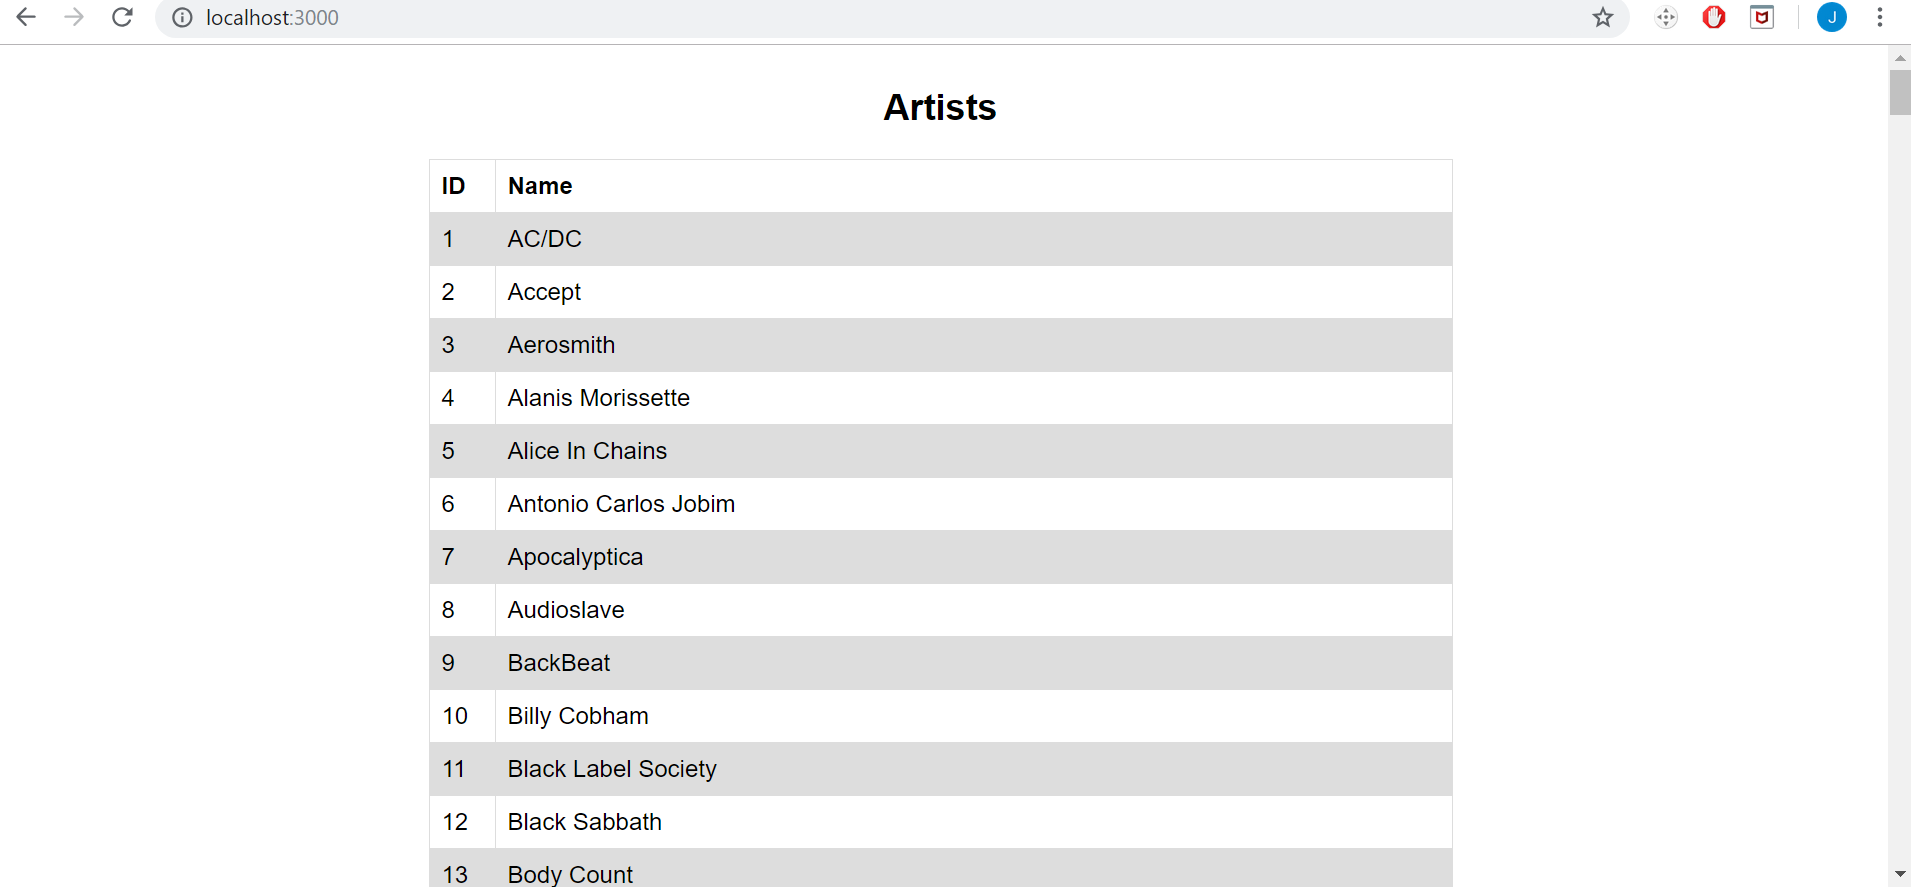 localhost:3000
J
Artists
ID Name
1 AC/DC
2 Accept
3 Aerosmith
4 Alanis Morissette
5 Alice In Chains
6 Antonio Carlos Jobim
7 Apocalyptica
8 Audioslave
9 BackBeat
10 Billy Cobham
11 Black Label Society
12 Black Sabbath
13 Body Count